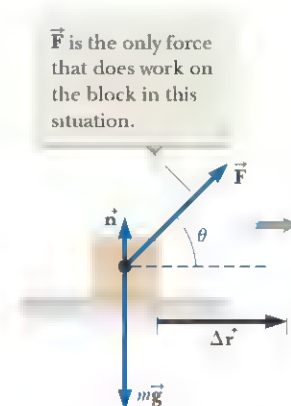 F⃗ is the only force
that does work on
the block in this
situation.
F⃗
n⃗
θ
Δr⃗
mg⃗